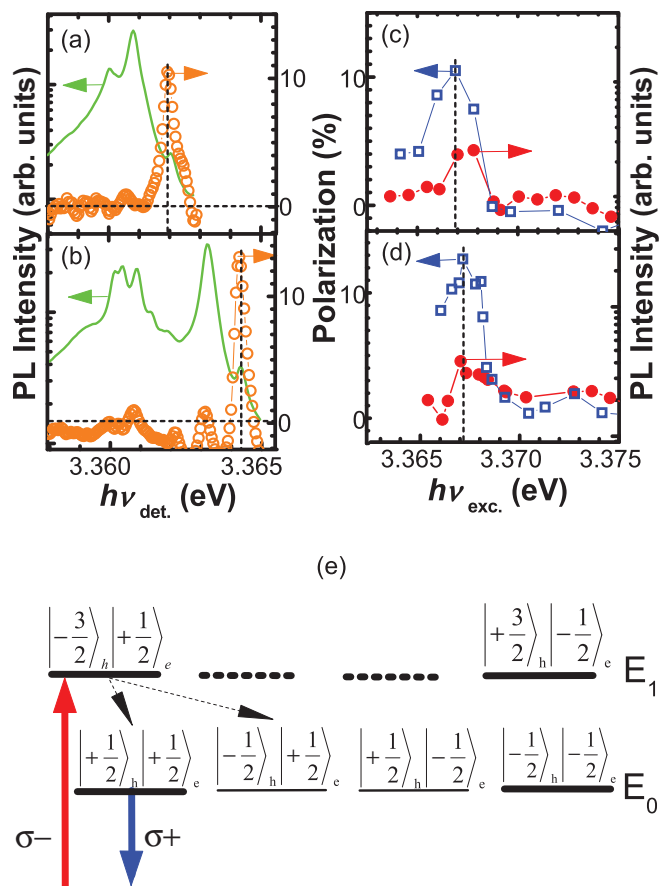 (a)
(b)
(c)
(d)
PL Intensity (arb. units)
10
0
10
0
Polarization (%)
10
0
10
0
PL Intensity (arb. units)
3.360
3.365
hν det. (eV)
3.365
3.370
3.375
hν exc. (eV)
(e)
|−3/2⟩h |+1/2⟩e
|+3/2⟩h |−1/2⟩e
E1
|+1/2⟩h |+1/2⟩e
|−1/2⟩h |+1/2⟩e
|+1/2⟩h |−1/2⟩e
|−1/2⟩h |−1/2⟩e
E0
σ−
σ+